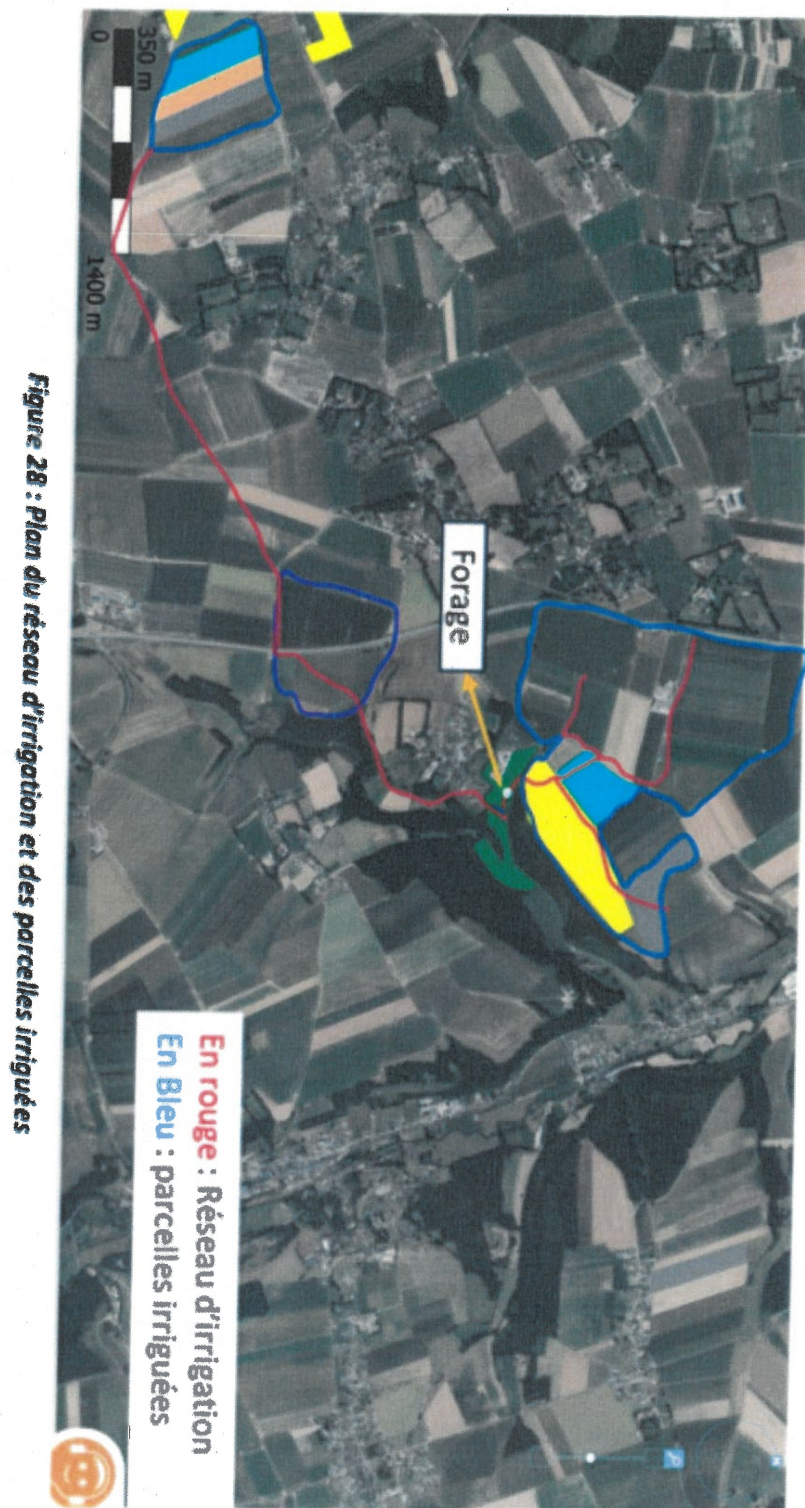 Forage
En rouge : Réseau d'irrigation
En Bleu : parcelles irriguées
350 m
0
1400 m
Figure 28 : Plan du réseau d'irrigation et des parcelles irriguées